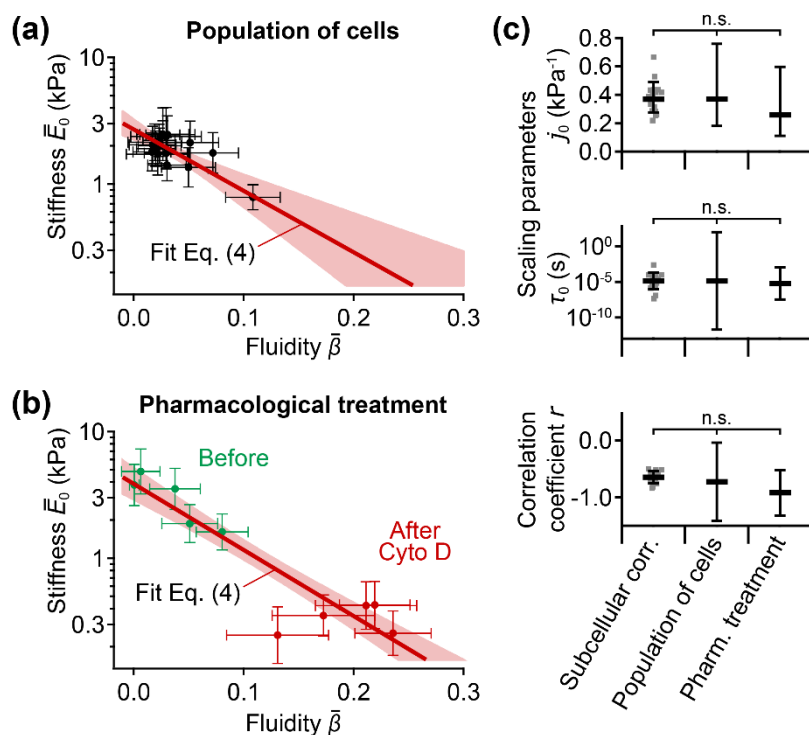 (a)
Population of cells
Stiffness Ē₀ (kPa)
10
3
1
0.3
Fit Eq. (4)
0.0
0.1
0.2
0.3
Fluidity β̄
(b)
Pharmacological treatment
Stiffness Ē₀ (kPa)
10
3
1
0.3
Before
After
Cyto D
Fit Eq. (4)
0.0
0.1
0.2
0.3
Fluidity β̄
(c)
Scaling parameters
n.s.
j₀ (kPa⁻¹)
0.8
0.6
0.4
0.2
0.0
n.s.
τ₀ (s)
10⁰
10⁻⁵
10⁻¹⁰
n.s.
Correlation
coefficient r
0.0
-1.0
Subcellular corr.
Population of cells
Pharm. treatment